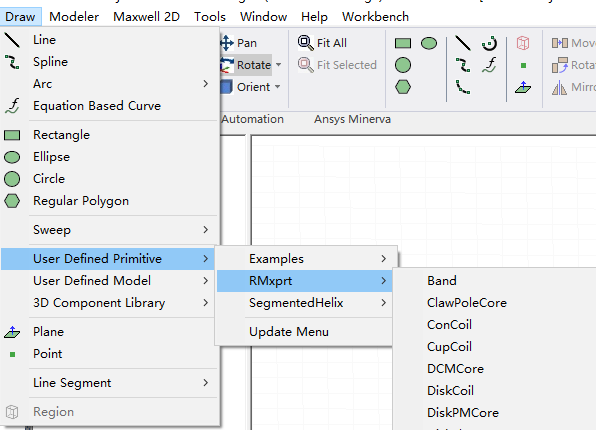 Draw Modeler Maxwell 2D Tools Window Help Workbench
Line
Spline
Arc
Equation Based Curve
Rectangle
Ellipse
Circle
Regular Polygon
Sweep
User Defined Primitive
User Defined Model
3D Component Library
Plane
Point
Line Segment
Region
Pan
Rotate
Orient
Fit All
Fit Selected
Move
Rota
Mirro
Automation Ansys Minerva
Examples
RMxprt
SegmentedHelix
Update Menu
Band
ClawPoleCore
ConCoil
CupCoil
DCMCore
DiskCoil
DiskPMCore